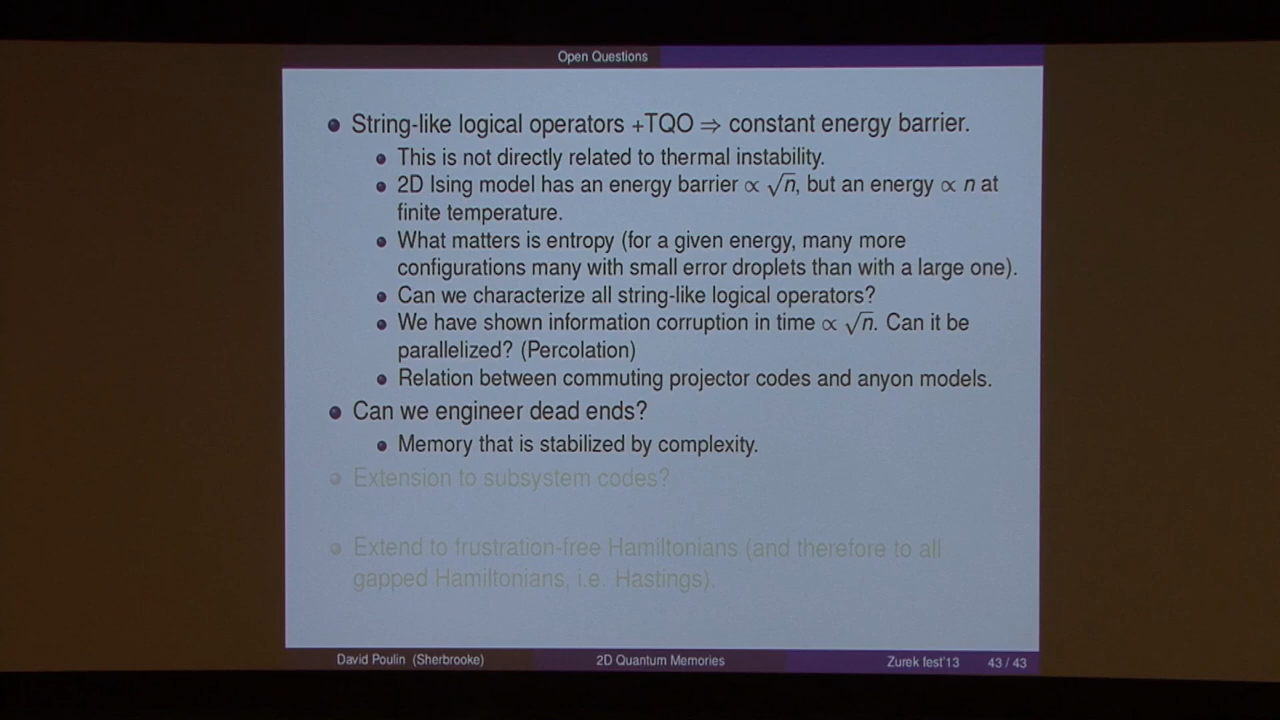 Open Questions
String-like logical operators +TQO ⇒ constant energy barrier.
This is not directly related to thermal instability.
2D Ising model has an energy barrier ∝ √n, but an energy ∝ n at
finite temperature.
What matters is entropy (for a given energy, many more
configurations many with small error droplets than with a large one).
Can we characterize all string-like logical operators?
We have shown information corruption in time ∝ √n. Can it be
parallelized? (Percolation)
Relation between commuting projector codes and anyon models.
Can we engineer dead ends?
Memory that is stabilized by complexity.
Extension to subsystem codes?
Extend to frustration-free Hamiltonians (and therefore to all
gapped Hamiltonians, i.e. Hastings).
David Poulin (Sherbrooke) 2D Quantum Memories Zurek fest'13 43 / 43